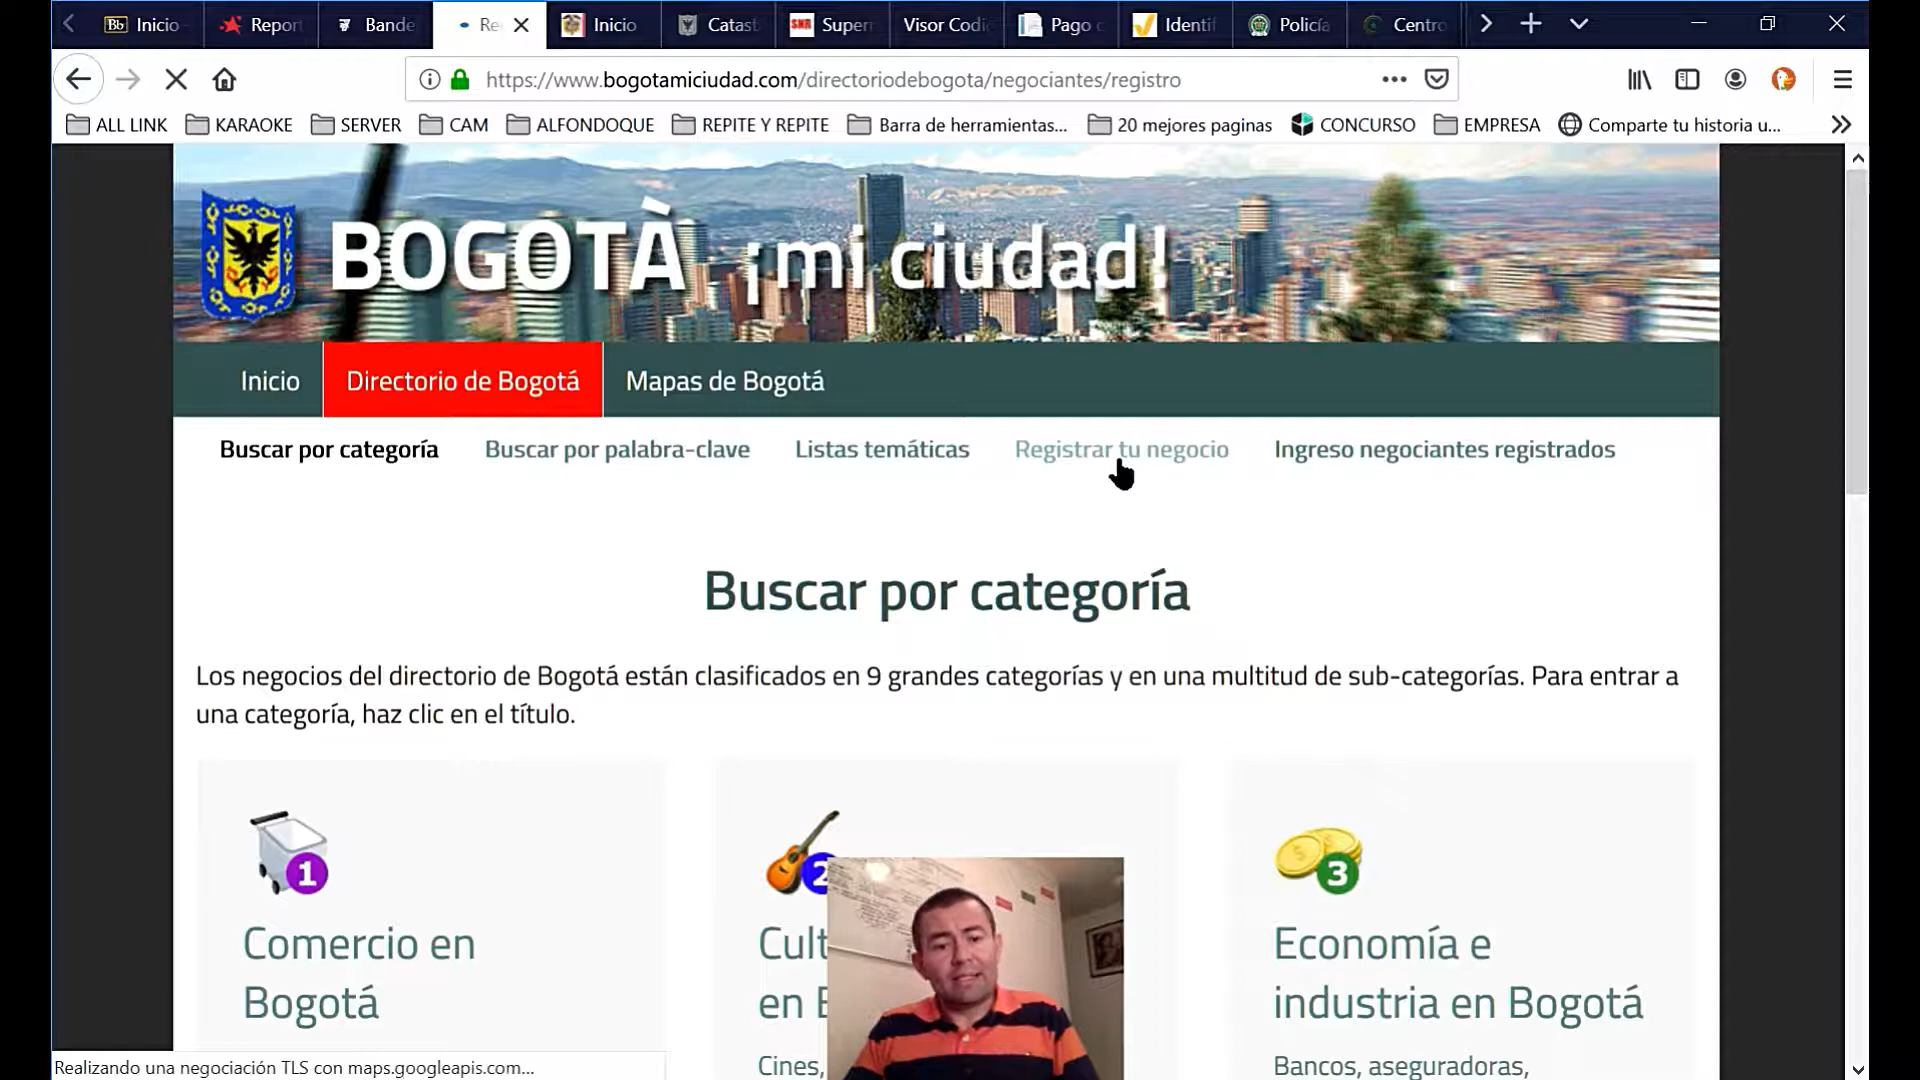 Inicio
Report
Bande
Re
Inicio
Catast
SNR Super
Visor Codi
Pago
Identif
Policía
Centro
https://www.bogotamiciudad.com/directoriodebogota/negociantes/registro
ALL LINK
KARAOKE
SERVER
CAM
ALFONDOQUE
REPITE Y REPITE
Barra de herramientas...
20 mejores paginas
CONCURSO
EMPRESA
Comparte tu historia u...
BOGOTÀ ¡mi ciudad!
Inicio
Directorio de Bogotá
Mapas de Bogotá
Buscar por categoría
Buscar por palabra-clave
Listas temáticas
Registrar tu negocio
Ingreso negociantes registrados
Buscar por categoría
Los negocios del directorio de Bogotá están clasificados en 9 grandes categorías y en una multitud de sub-categorías. Para entrar a
una categoría, haz clic en el título.
1
2
3
Comercio en
Bogotá
Cult
en B
Economía e
industria en Bogotá
Cines,
Bancos, aseguradoras,
Realizando una negociación TLS con maps.googleapis.com...